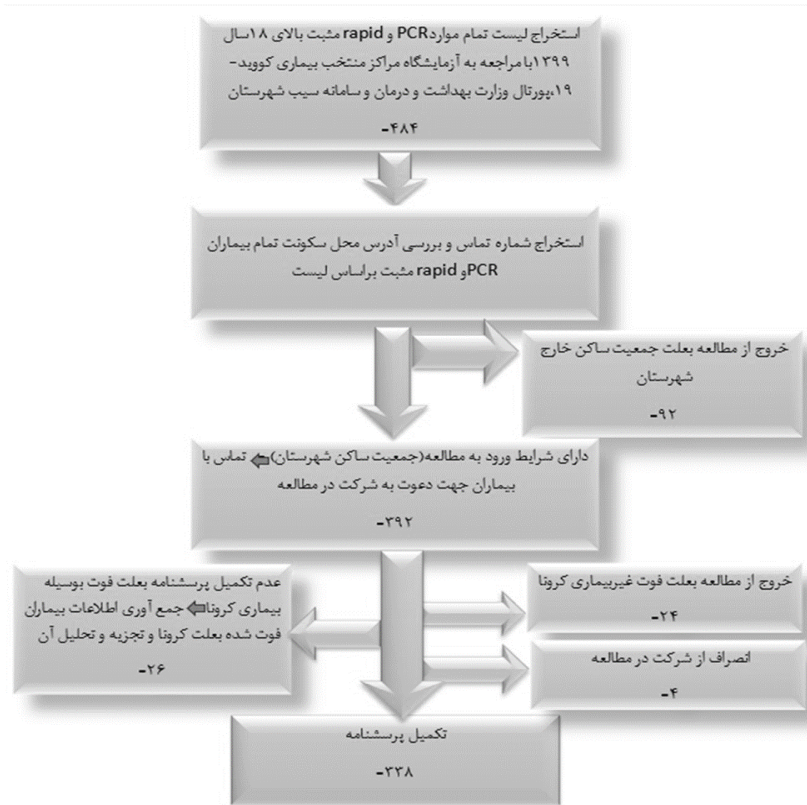 استخراج لیست تمام موارد PCR و rapid مثبت بالای ۱۸سال
۱۳۹۹با مراجعه به آزمایشگاه مراکز منتخب بیماری کووید-
۱۹،پورتال وزارت بهداشت و درمان و سامانه سیب شهرستان
-۴۸۴
استخراج شماره تماس و بررسی آدرس محل سکونت تمام بیماران
PCRو rapid مثبت براساس لیست
خروج از مطالعه بعلت جمعیت ساکن خارج
شهرستان
-۹۲
دارای شرایط ورود به مطالعه(جمعیت ساکن شهرستان)⇐ تماس با
بیماران جهت دعوت به شرکت در مطالعه
-۳۹۲
خروج از مطالعه بعلت فوت غیربیماری کرونا
-۲۴
عدم تکمیل پرسشنامه بعلت فوت بوسیله
بیماری کرونا⇐ جمع آوری اطلاعات بیماران
فوت شده بعلت کرونا و تجزیه و تحلیل آن
-۲۶
انصراف از شرکت در مطالعه
-۴
تکمیل پرسشنامه
-۳۳۸